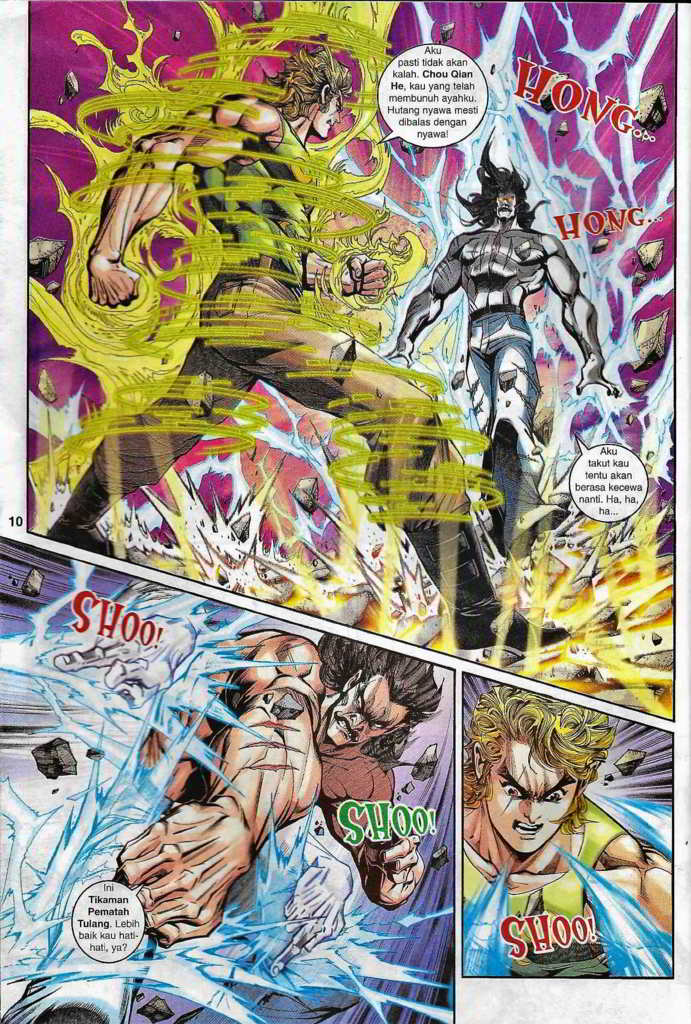 Aku
pasti tidak akan
kalah. Chou Qian
He, kau yang telah
membunuh ayahku.
Hutang nyawa mesti
dibalas dengan
nyawa!
HONG...
HONG...
Aku
takut kau
tentu akan
berasa kecewa
nanti. Ha, ha,
ha...
10
SHOO!
SHOO!
Ini
Tikaman
Pematah
Tulang. Lebih
baik kau hati-
hati, ya?
SHOO!